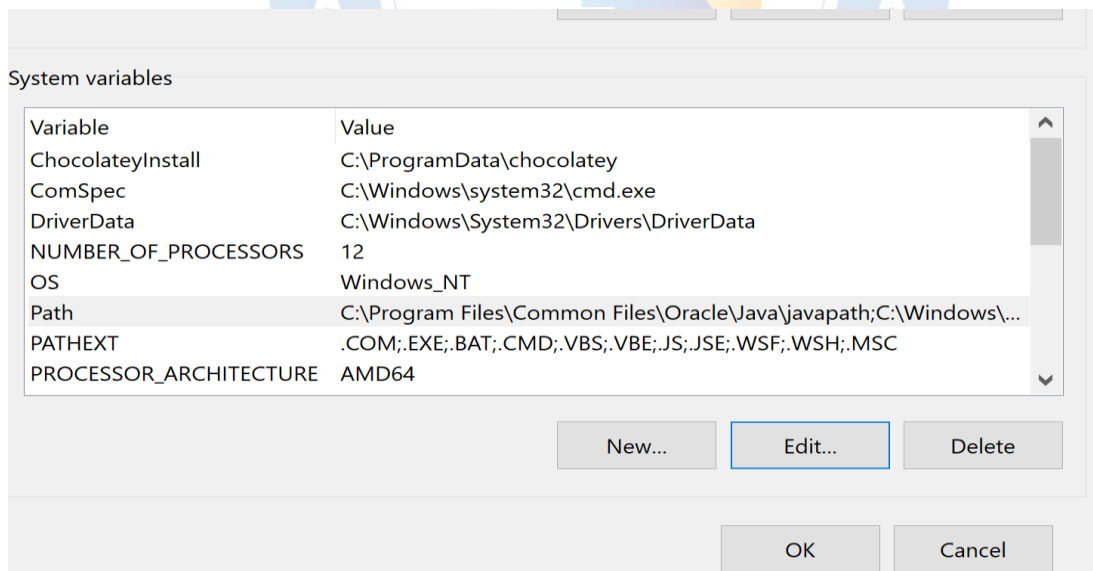 System variables
Variable Value
ChocolateyInstall C:\ProgramData\chocolatey
ComSpec C:\Windows\system32\cmd.exe
DriverData C:\Windows\System32\Drivers\DriverData
NUMBER_OF_PROCESSORS 12
OS Windows_NT
Path C:\Program Files\Common Files\Oracle\Java\javapath;C:\Windows\...
PATHEXT .COM;.EXE;.BAT;.CMD;.VBS;.VBE;.JS;.JSE;.WSF;.WSH;.MSC
PROCESSOR_ARCHITECTURE AMD64
New... Edit... Delete
OK Cancel